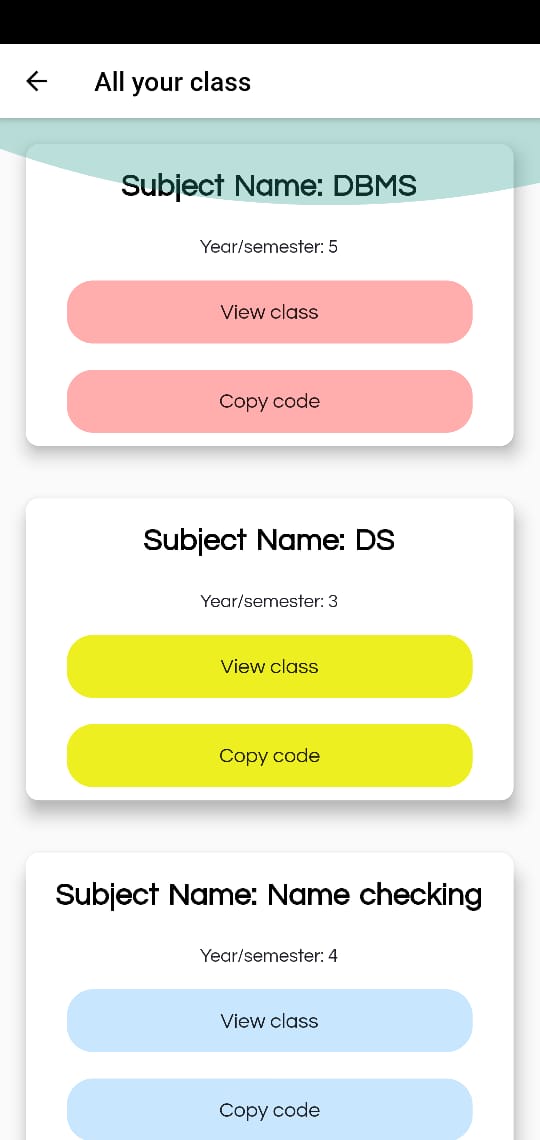 All your class
Subject Name: DBMS
Year/semester: 5
View class
Copy code
Subject Name: DS
Year/semester: 3
View class
Copy code
Subject Name: Name checking
Year/semester: 4
View class
Copy code